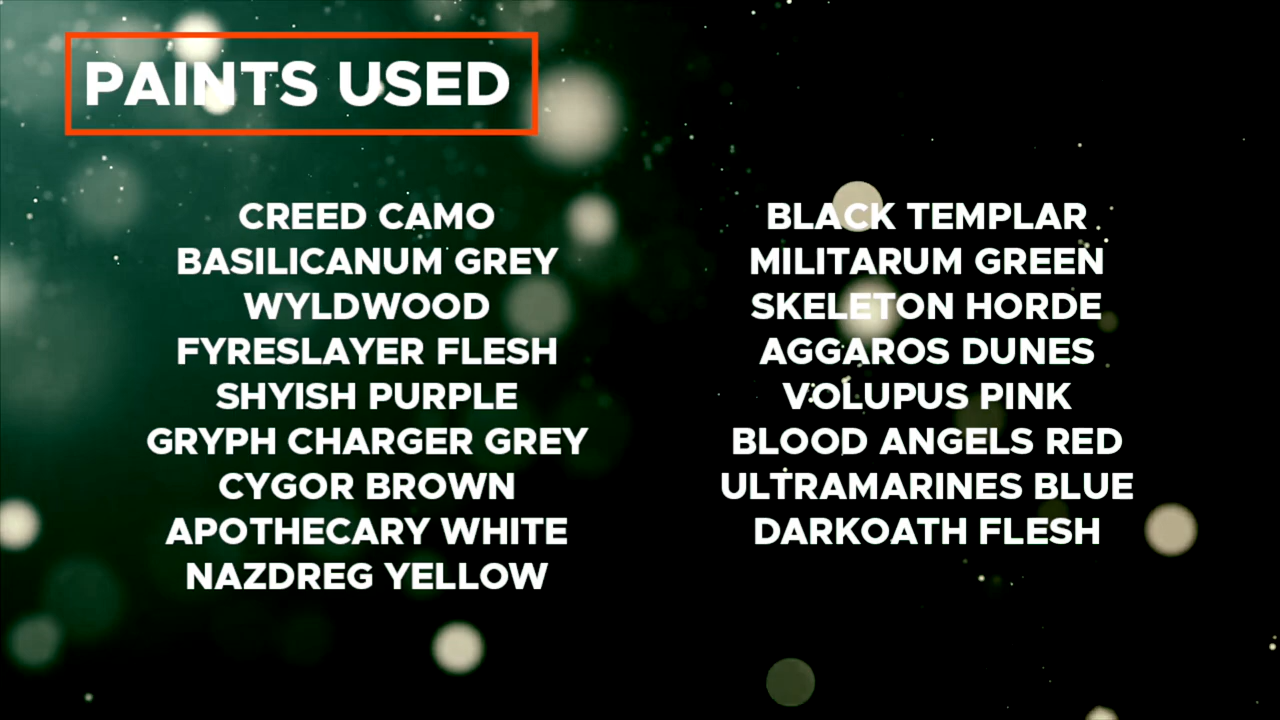 PAINTS USED
CREED CAMO
BASILICANUM GREY
WYLDWOOD
FYRESLAYER FLESH
SHYISH PURPLE
GRYPH CHARGER GREY
CYGOR BROWN
APOTHECARY WHITE
NAZDREG YELLOW
BLACK TEMPLAR
MILITARUM GREEN
SKELETON HORDE
AGGAROS DUNES
VOLUPUS PINK
BLOOD ANGELS RED
ULTRAMARINES BLUE
DARKOATH FLESH